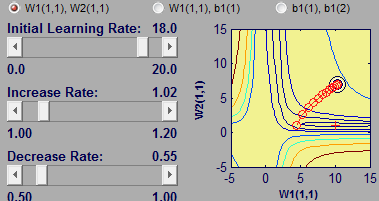 W1(1,1), W2(1,1) W1(1,1), b1(1) b1(1), b1(2)
Initial Learning Rate: 18.0
0.0 20.0
Increase Rate: 1.02
1.00 1.20
Decrease Rate: 0.55
0.50 1.00
15
10
5
0
-5
W2(1,1)
-5 0 5 10 15
W1(1,1)